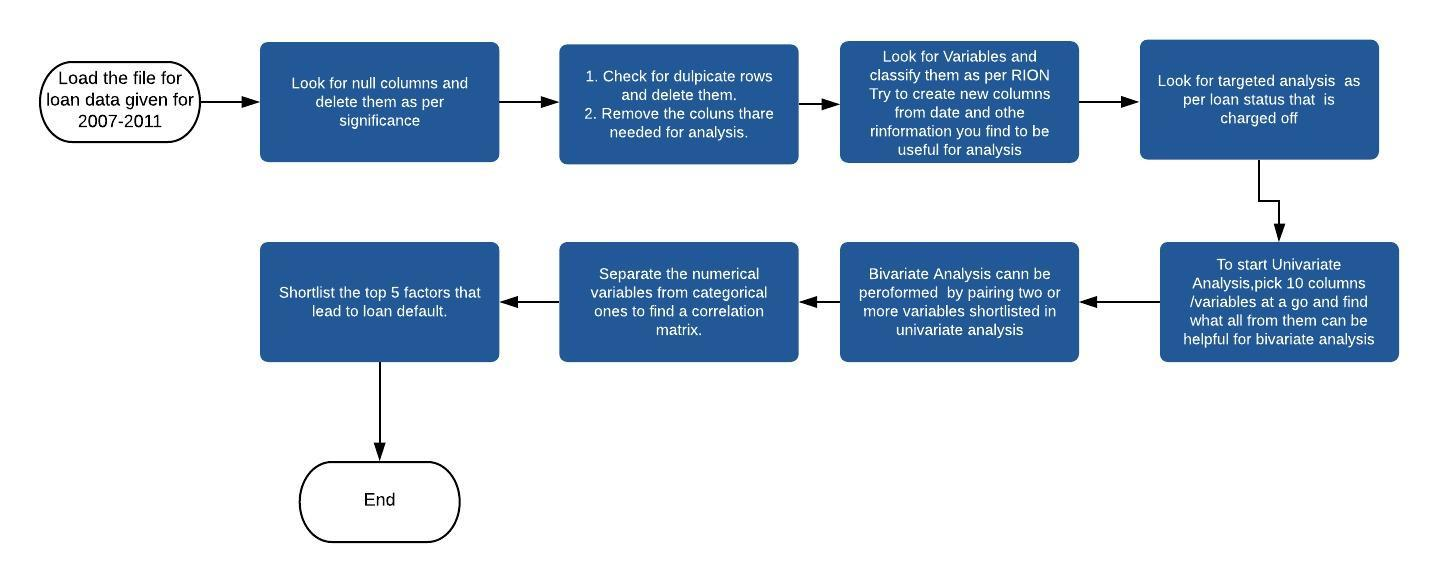 Load the file for
loan data given for
2007-2011
Look for null columns and
delete them as per
significance
1. Check for dulpicate rows
and delete them.
2. Remove the coluns thare
needed for analysis.
Look for Variables and
classify them as per RION
Try to create new columns
from date and othe
rinformation you find to be
useful for analysis
Look for targeted analysis  as
per loan status that  is
charged off
To start Univariate
Analysis,pick 10 columns
/variables at a go and find
what all from them can be
helpful for bivariate analysis
Bivariate Analysis cann be
peroformed  by pairing two or
more variables shortlisted in
univariate analysis
Separate the numerical
variables from categorical
ones to find a correlation
matrix.
Shortlist the top 5 factors that
lead to loan default.
End